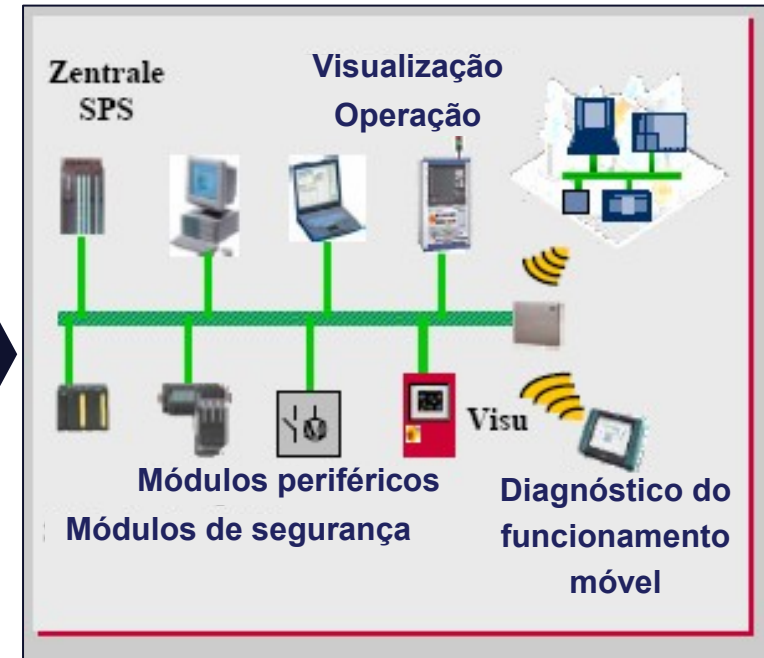 Zentrale
SPS
Visualização
Operação
Visu
Módulos periféricos
Módulos de segurança
Diagnóstico do
funcionamento
móvel